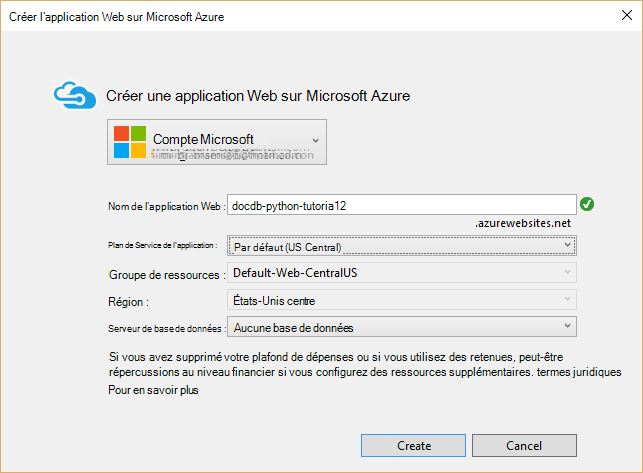 Créer l'application Web sur Microsoft Azure
Créer une application Web sur Microsoft Azure
Compte Microsoft
Nom de l'application Web : docdb-python-tutoria12
.azurewebsites.net
Plan de Service de l'application : Par défaut (US Central)
Groupe de ressources : Default-Web-CentralUS
Région : États-Unis centre
Serveur de base de données : Aucune base de données
Si vous avez supprimé votre plafond de dépenses ou si vous utilisez des retenues, peut-être
répercussions au niveau financier si vous configurez des ressources supplémentaires. termes juridiques
Pour en savoir plus
Create Cancel